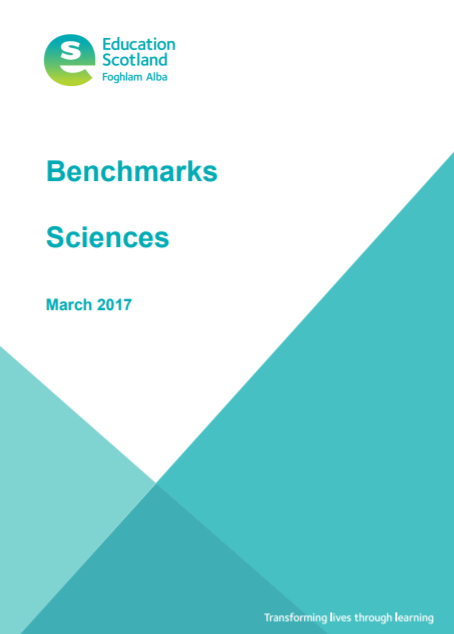 Education
Scotland
Foghlam Alba
Benchmarks
Sciences
March 2017
Transforming lives through learning